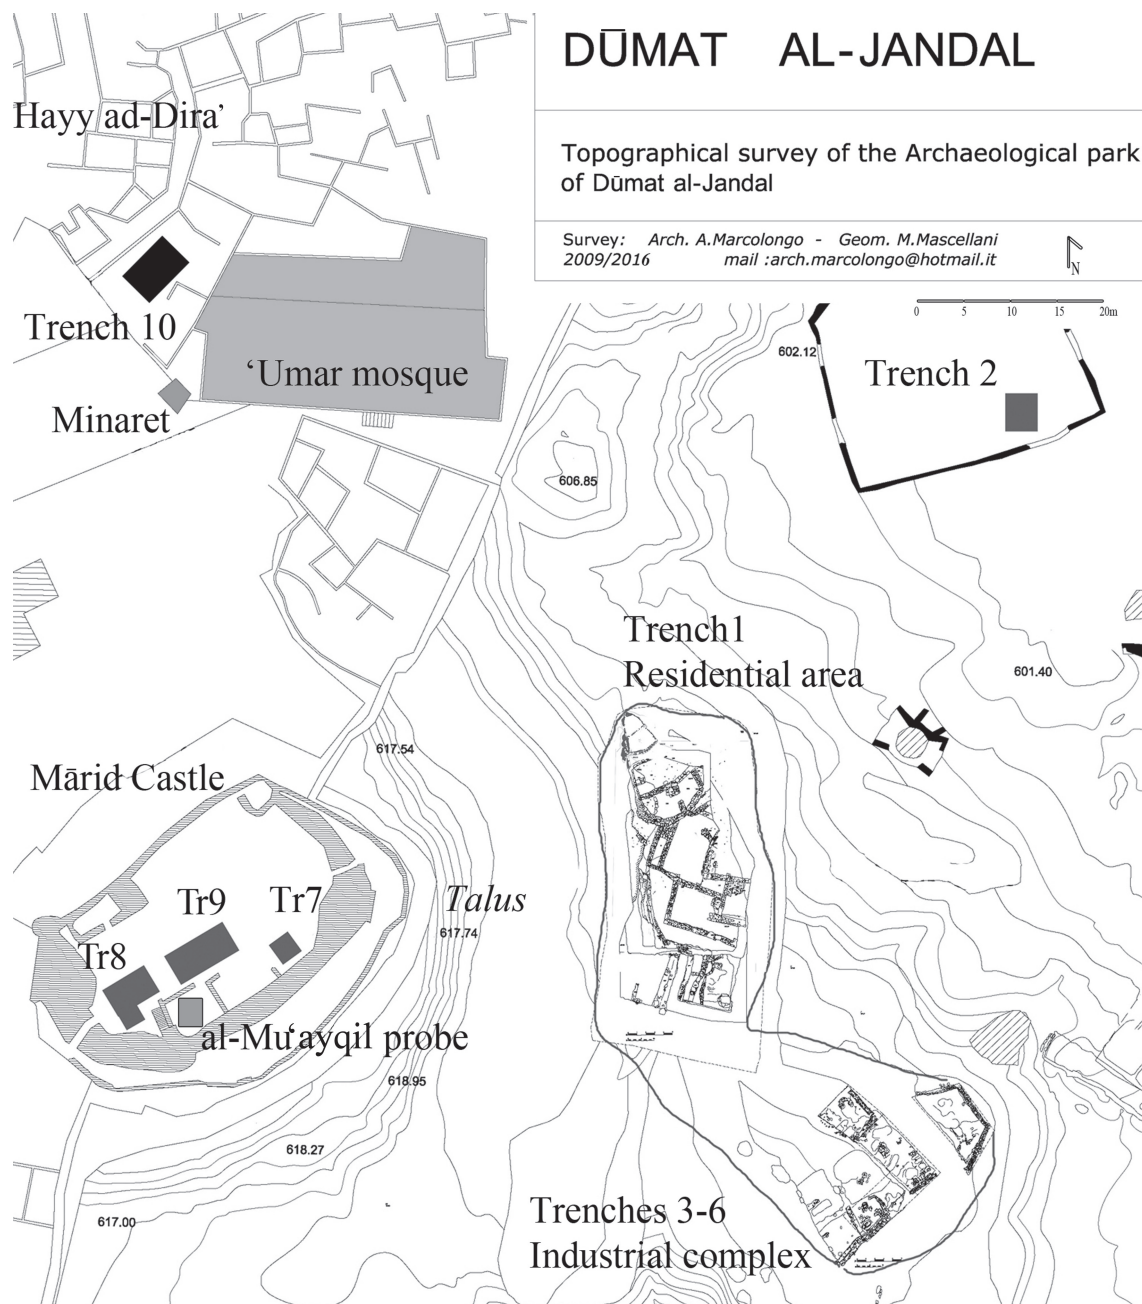 DŪMAT AL-JANDAL
Topographical survey of the Archaeological park
of Dūmat al-Jandal
Survey: Arch. A.Marcolongo - Geom. M.Mascellani
2009/2016 mail :arch.marcolongo@hotmail.it
N
0 5 10 15 20m
Hayy ad-Dira’
Trench 10
‘Umar mosque
Minaret
602.12
Trench 2
606.85
Trench1
Residential area
601.40
617.54
Mārid Castle
Tr9
Tr7
Talus
617.74
Tr8
al-Mu‘ayqil probe
618.95
618.27
617.00
Trenches 3-6
Industrial complex